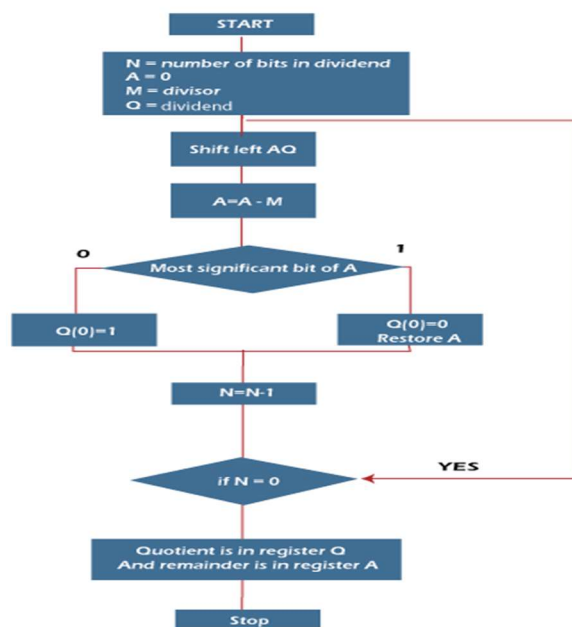 START
N = number of bits in dividend
A = 0
M = divisor
Q = dividend
Shift left AQ
A=A - M
0
1
Most significant bit of A
Q(0)=1
Q(0)=0
Restore A
N=N-1
YES
if N = 0
Quotient is in register Q
And remainder is in register A
Stop